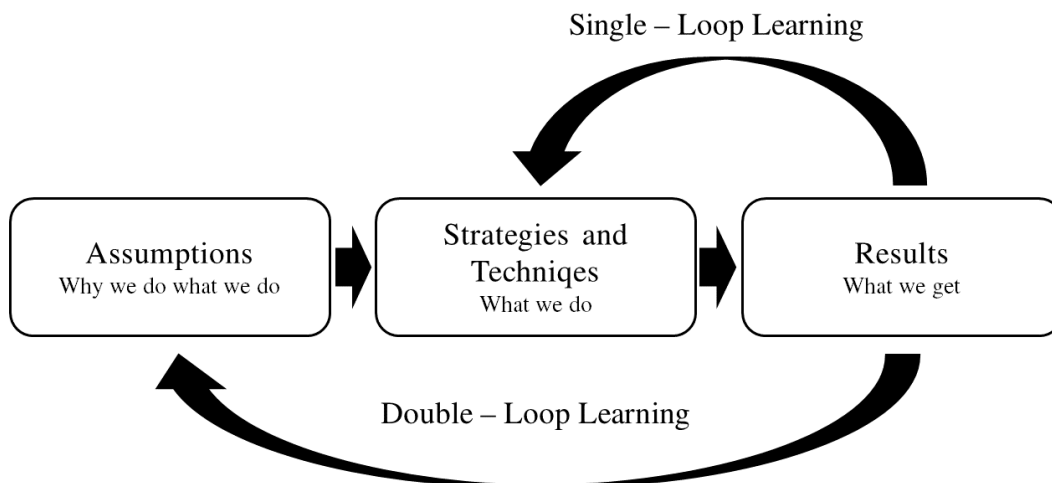 Single – Loop Learning
Assumptions
Why we do what we do
Strategies and
Techniqes
What we do
Results
What we get
Double – Loop Learning